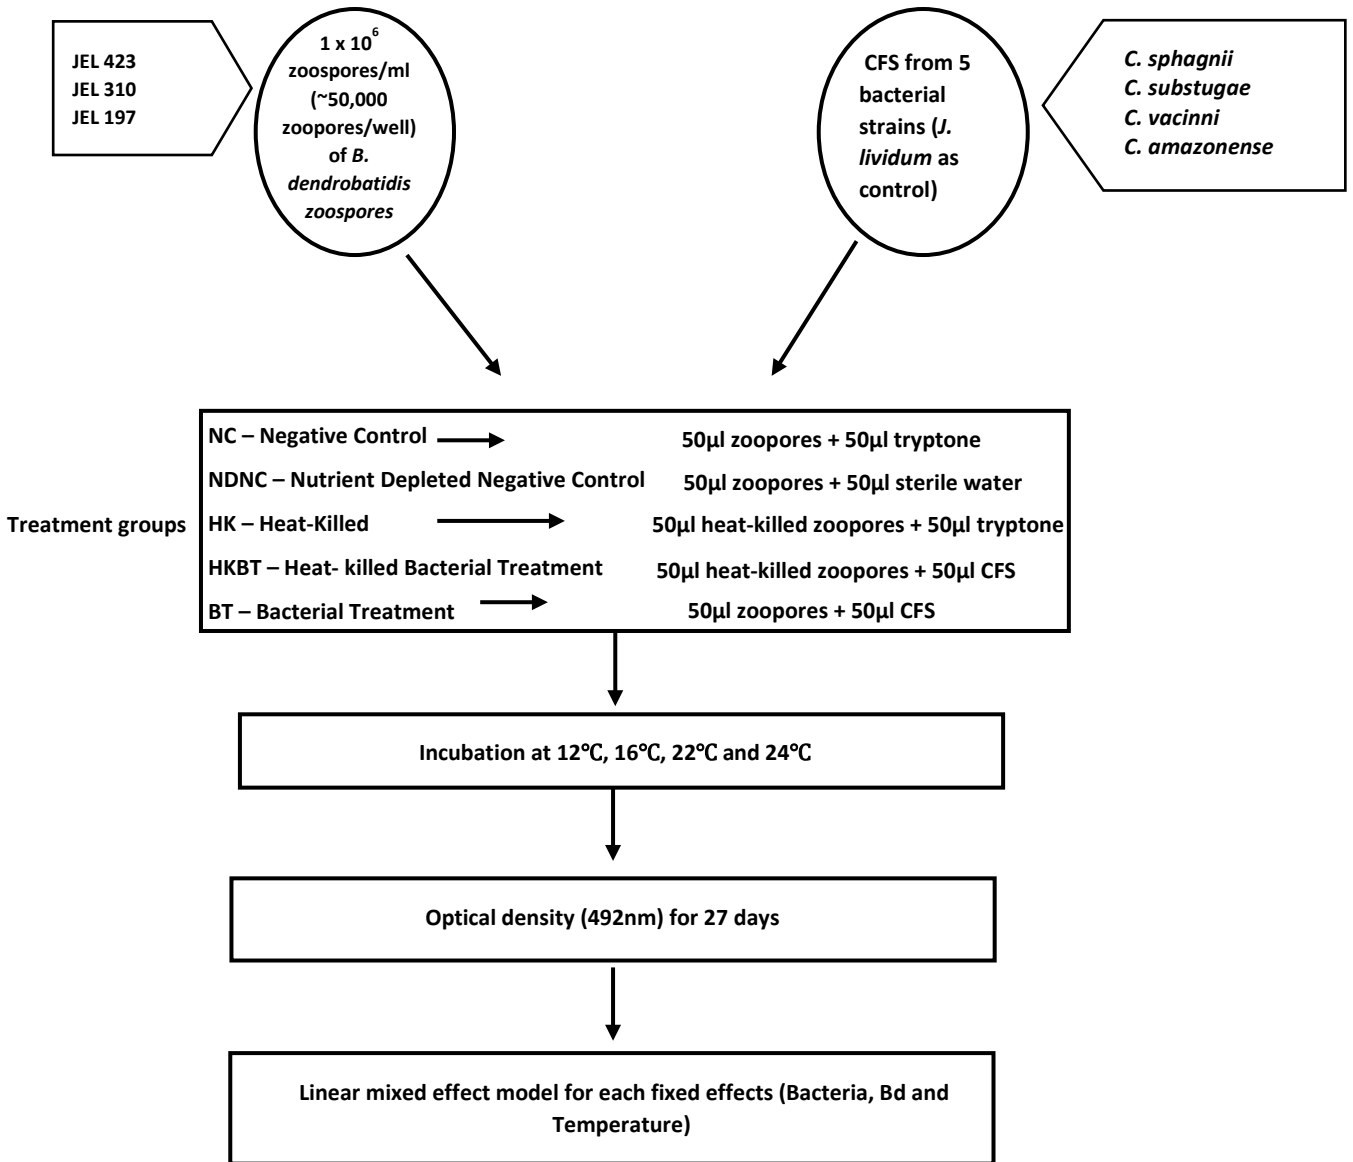 JEL 423
JEL 310
JEL 197
1 x 10⁶
zoospores/ml
(~50,000
zoopores/well)
of B.
dendrobatidis
zoospores
CFS from 5
bacterial
strains (J.
lividum as
control)
C. sphagnii
C. substugae
C. vacinni
C. amazonense
Treatment groups
NC – Negative Control 50µl zoopores + 50µl tryptone
NDNC – Nutrient Depleted Negative Control 50µl zoopores + 50µl sterile water
HK – Heat-Killed 50µl heat-killed zoopores + 50µl tryptone
HKBT – Heat- killed Bacterial Treatment 50µl heat-killed zoopores + 50µl CFS
BT – Bacterial Treatment 50µl zoopores + 50µl CFS
Incubation at 12℃, 16℃, 22℃ and 24℃
Optical density (492nm) for 27 days
Linear mixed effect model for each fixed effects (Bacteria, Bd and
Temperature)